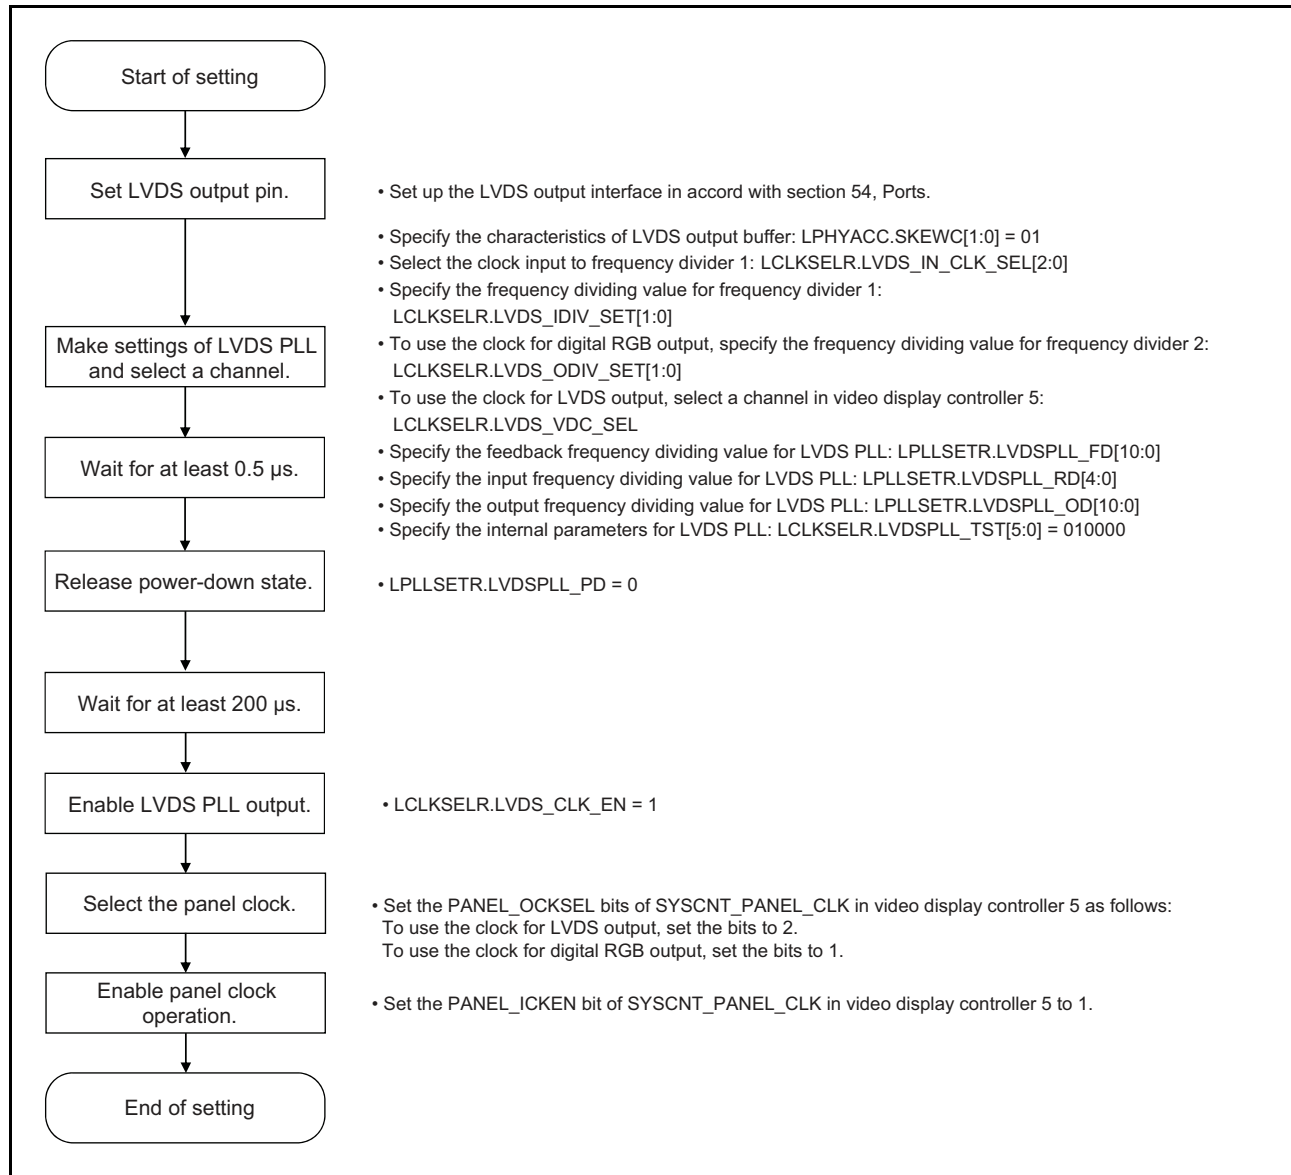 Start of setting
Set LVDS output pin.
• Set up the LVDS output interface in accord with section 54, Ports.
• Specify the characteristics of LVDS output buffer: LPHYACC.SKEWC[1:0] = 01
• Select the clock input to frequency divider 1: LCLKSELR.LVDS_IN_CLK_SEL[2:0]
• Specify the frequency dividing value for frequency divider 1:
LCLKSELR.LVDS_IDIV_SET[1:0]
Make settings of LVDS PLL
and select a channel.
• To use the clock for digital RGB output, specify the frequency dividing value for frequency divider 2:
LCLKSELR.LVDS_ODIV_SET[1:0]
• To use the clock for LVDS output, select a channel in video display controller 5:
LCLKSELR.LVDS_VDC_SEL
• Specify the feedback frequency dividing value for LVDS PLL: LPLLSETR.LVDSPLL_FD[10:0]
Wait for at least 0.5 µs.
• Specify the input frequency dividing value for LVDS PLL: LPLLSETR.LVDSPLL_RD[4:0]
• Specify the output frequency dividing value for LVDS PLL: LPLLSETR.LVDSPLL_OD[10:0]
• Specify the internal parameters for LVDS PLL: LCLKSELR.LVDSPLL_TST[5:0] = 010000
Release power-down state.
• LPLLSETR.LVDSPLL_PD = 0
Wait for at least 200 µs.
Enable LVDS PLL output.
• LCLKSELR.LVDS_CLK_EN = 1
Select the panel clock.
• Set the PANEL_OCKSEL bits of SYSCNT_PANEL_CLK in video display controller 5 as follows:
To use the clock for LVDS output, set the bits to 2.
To use the clock for digital RGB output, set the bits to 1.
Enable panel clock
operation.
• Set the PANEL_ICKEN bit of SYSCNT_PANEL_CLK in video display controller 5 to 1.
End of setting